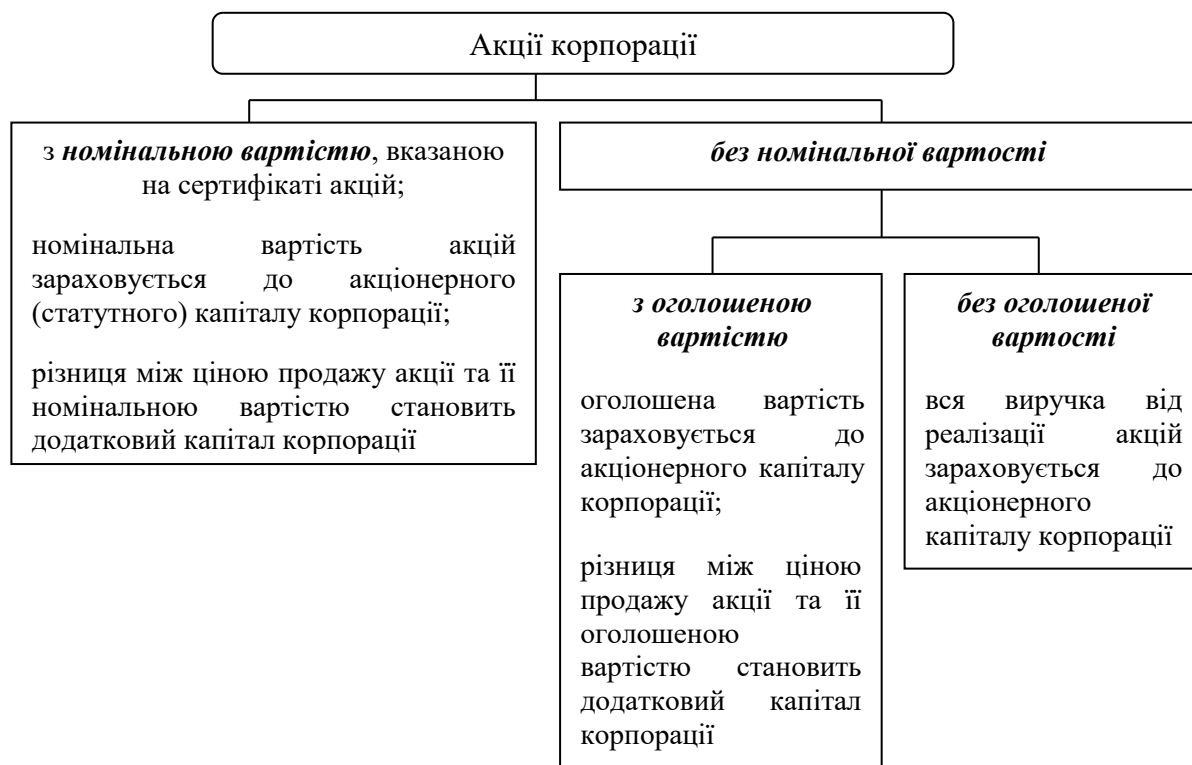 Акції корпорації
з номінальною вартістю, вказаною
на сертифікаті акцій;
номінальна вартість акцій
зараховується до акціонерного
(статутного) капіталу корпорації;
різниця між ціною продажу акції та її
номінальною вартістю становить
додатковий капітал корпорації
без номінальної вартості
з оголошеною
вартістю
оголошена вартість
зараховується до
акціонерного капіталу
корпорації;
різниця між ціною
продажу акції та її
оголошеною
вартістю становить
додатковий капітал
корпорації
без оголошеної
вартості
вся виручка від
реалізації акцій
зараховується до
акціонерного
капіталу корпорації